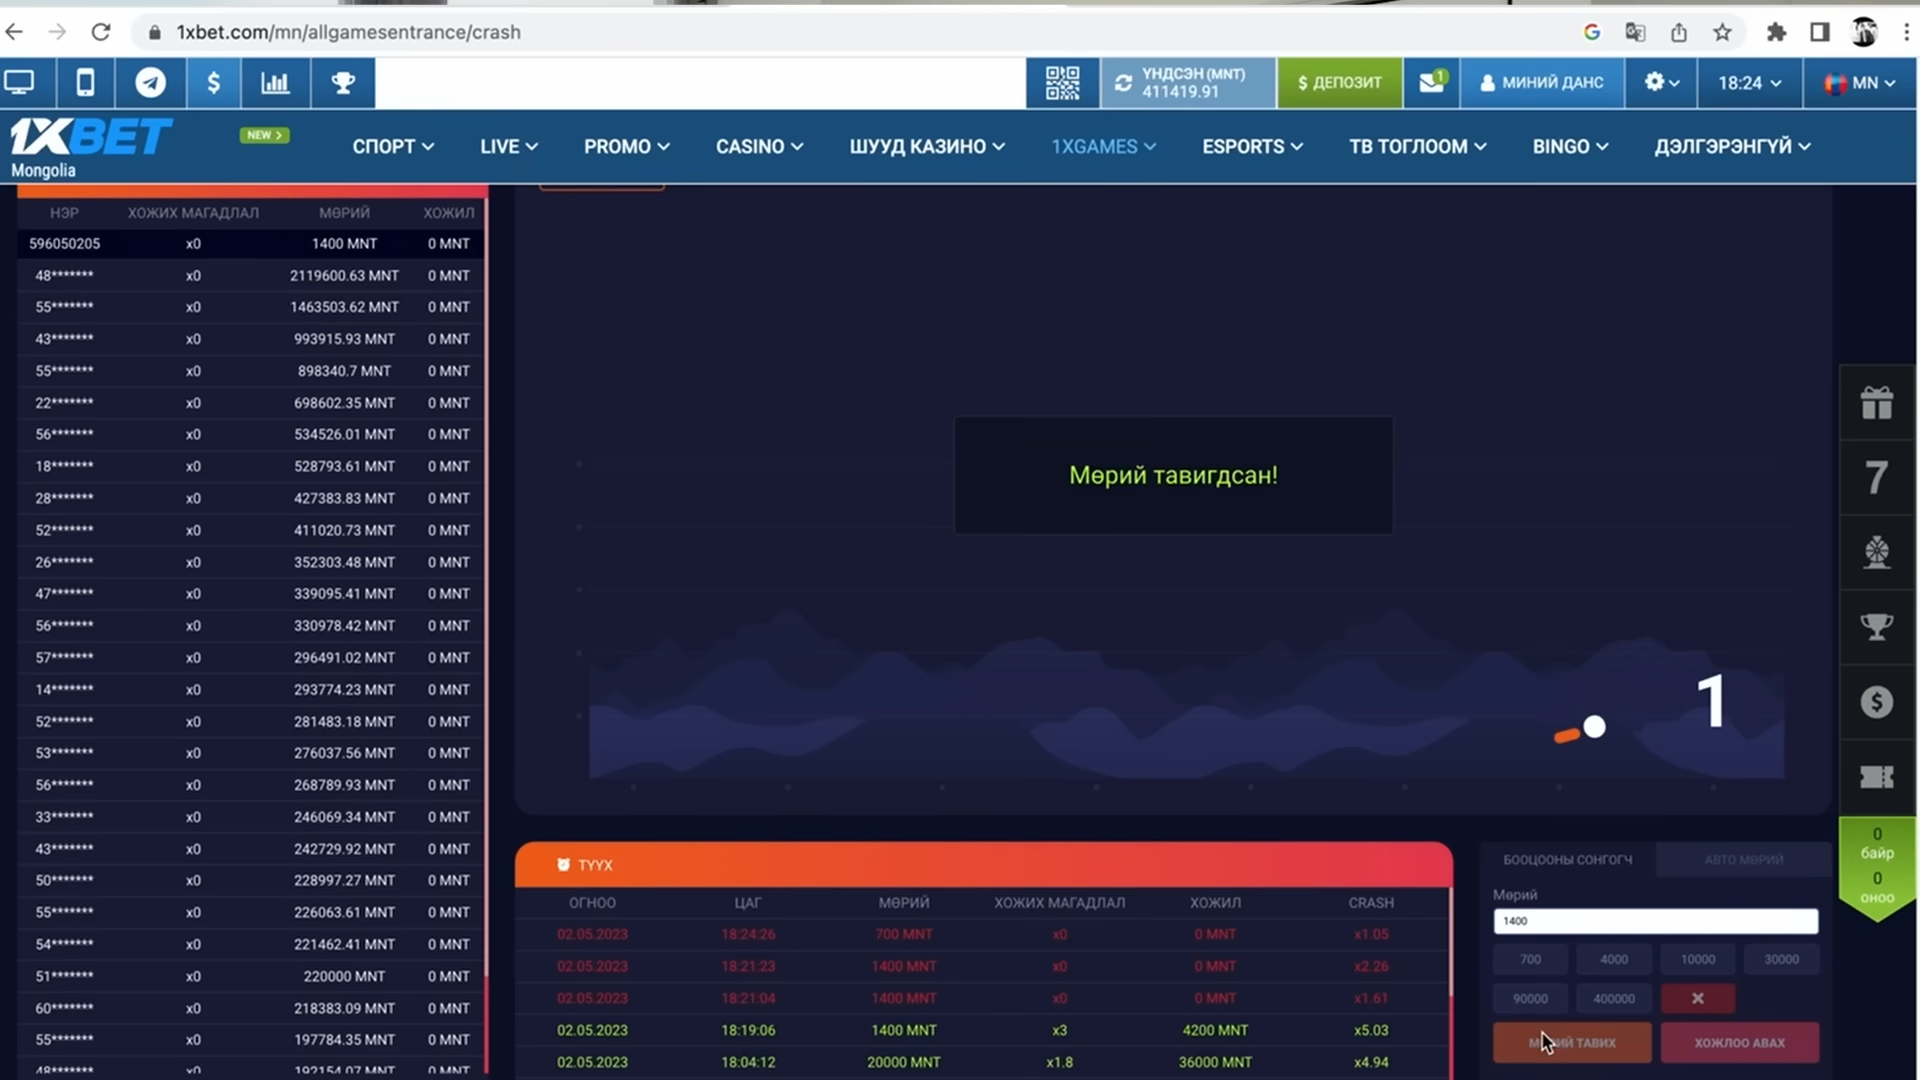 1xbet.com/mn/allgamesentrance/crash
$
ҮНДСЭН (MNT)
411419.91
$ ДЕПОЗИТ
1
МИНИЙ ДАНС
18:24
MN
1XBET
Mongolia
NEW >
СПОРТ
LIVE
PROMO
CASINO
ШУУД КАЗИНО
1XGAMES
ESPORTS
ТВ ТОГЛООМ
BINGO
ДЭЛГЭРЭНГҮЙ
НЭР ХОЖИХ МАГАДЛАЛ МӨРИЙ ХОЖИЛ
596050205 x0 1400 MNT 0 MNT
48******* x0 2119600.63 MNT 0 MNT
55******* x0 1463503.62 MNT 0 MNT
43******* x0 993915.93 MNT 0 MNT
55******* x0 898340.7 MNT 0 MNT
22******* x0 698602.35 MNT 0 MNT
56******* x0 534526.01 MNT 0 MNT
18******* x0 528793.61 MNT 0 MNT
28******* x0 427383.83 MNT 0 MNT
52******* x0 411020.73 MNT 0 MNT
26******* x0 352303.48 MNT 0 MNT
47******* x0 339095.41 MNT 0 MNT
56******* x0 330978.42 MNT 0 MNT
57******* x0 296491.02 MNT 0 MNT
14******* x0 293774.23 MNT 0 MNT
52******* x0 281483.18 MNT 0 MNT
53******* x0 276037.56 MNT 0 MNT
56******* x0 268789.93 MNT 0 MNT
33******* x0 246069.34 MNT 0 MNT
43******* x0 242729.92 MNT 0 MNT
50******* x0 228997.27 MNT 0 MNT
55******* x0 226063.61 MNT 0 MNT
54******* x0 221462.41 MNT 0 MNT
51******* x0 220000 MNT 0 MNT
60******* x0 218383.09 MNT 0 MNT
55******* x0 197784.35 MNT 0 MNT
48******* x0 192154.07 MNT 0 MNT
Мөрий тавигдсан!
1
ТҮҮХ
ОГНОО ЦАГ МӨРИЙ ХОЖИХ МАГАДЛАЛ ХОЖИЛ CRASH
02.05.2023 18:24:26 700 MNT x0 0 MNT x1.05
02.05.2023 18:21:23 1400 MNT x0 0 MNT x2.26
02.05.2023 18:21:04 1400 MNT x0 0 MNT x1.61
02.05.2023 18:19:06 1400 MNT x3 4200 MNT x5.03
02.05.2023 18:04:12 20000 MNT x1.8 36000 MNT x4.94
БООЦООНЫ СОНГОГЧ
АВТО МӨРИЙ
Мөрий
1400
700 4000 10000 30000
90000 400000
МӨРИЙ ТАВИХ
ХОЖЛОО АВАХ
7
$
0
байр
0
оноо